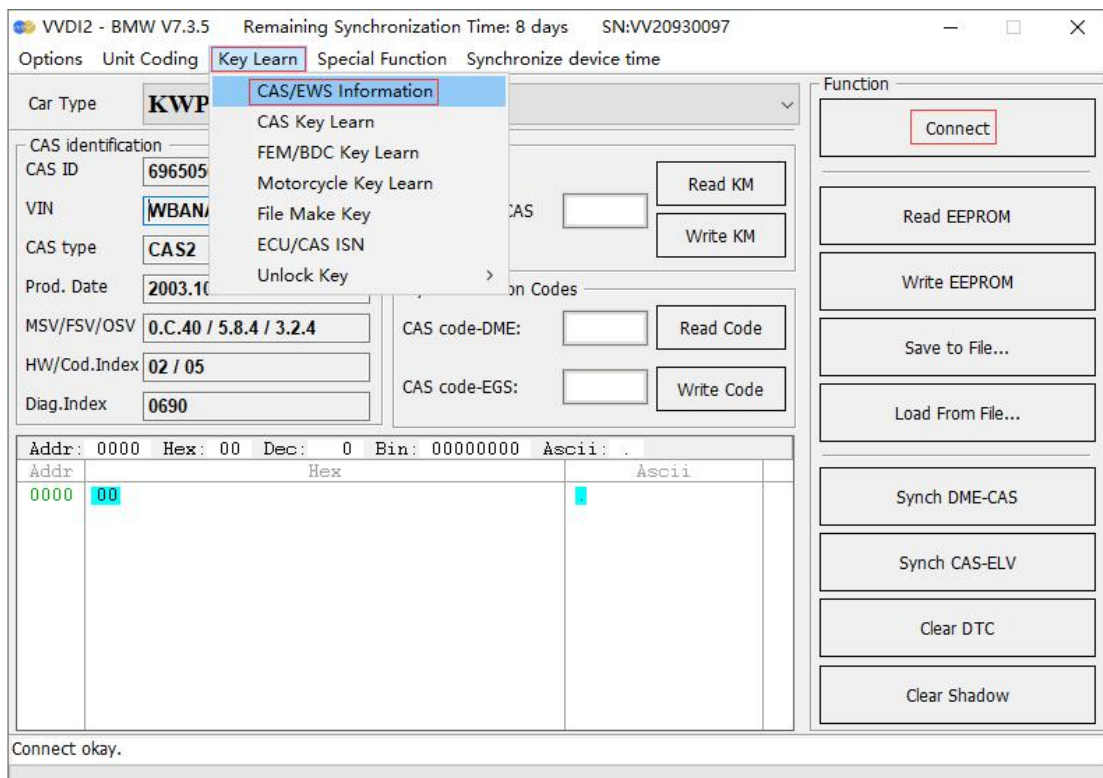 VVDI2 - BMW V7.3.5 Remaining Synchronization Time: 8 days SN:VV20930097
Options Unit Coding Key Learn Special Function Synchronize device time
CAS/EWS Information
CAS Key Learn
FEM/BDC Key Learn
Motorcycle Key Learn
File Make Key
ECU/CAS ISN
Unlock Key >
Car Type KWP
CAS identification
CAS ID 696505
VIN WBANA
CAS type CAS2
Prod. Date 2003.10
MSV/FSV/OSV 0.C.40 / 5.8.4 / 3.2.4
HW/Cod.Index 02 / 05
Diag.Index 0690
CAS
Read KM
Write KM
on Codes
CAS code-DME: Read Code
CAS code-EGS: Write Code
Function
Connect
Read EEPROM
Write EEPROM
Save to File...
Load From File...
Synch DME-CAS
Synch CAS-ELV
Clear DTC
Clear Shadow
Addr: 0000 Hex: 00 Dec: 0 Bin: 00000000 Ascii: .
Addr Hex Ascii
0000 00 .
Connect okay.